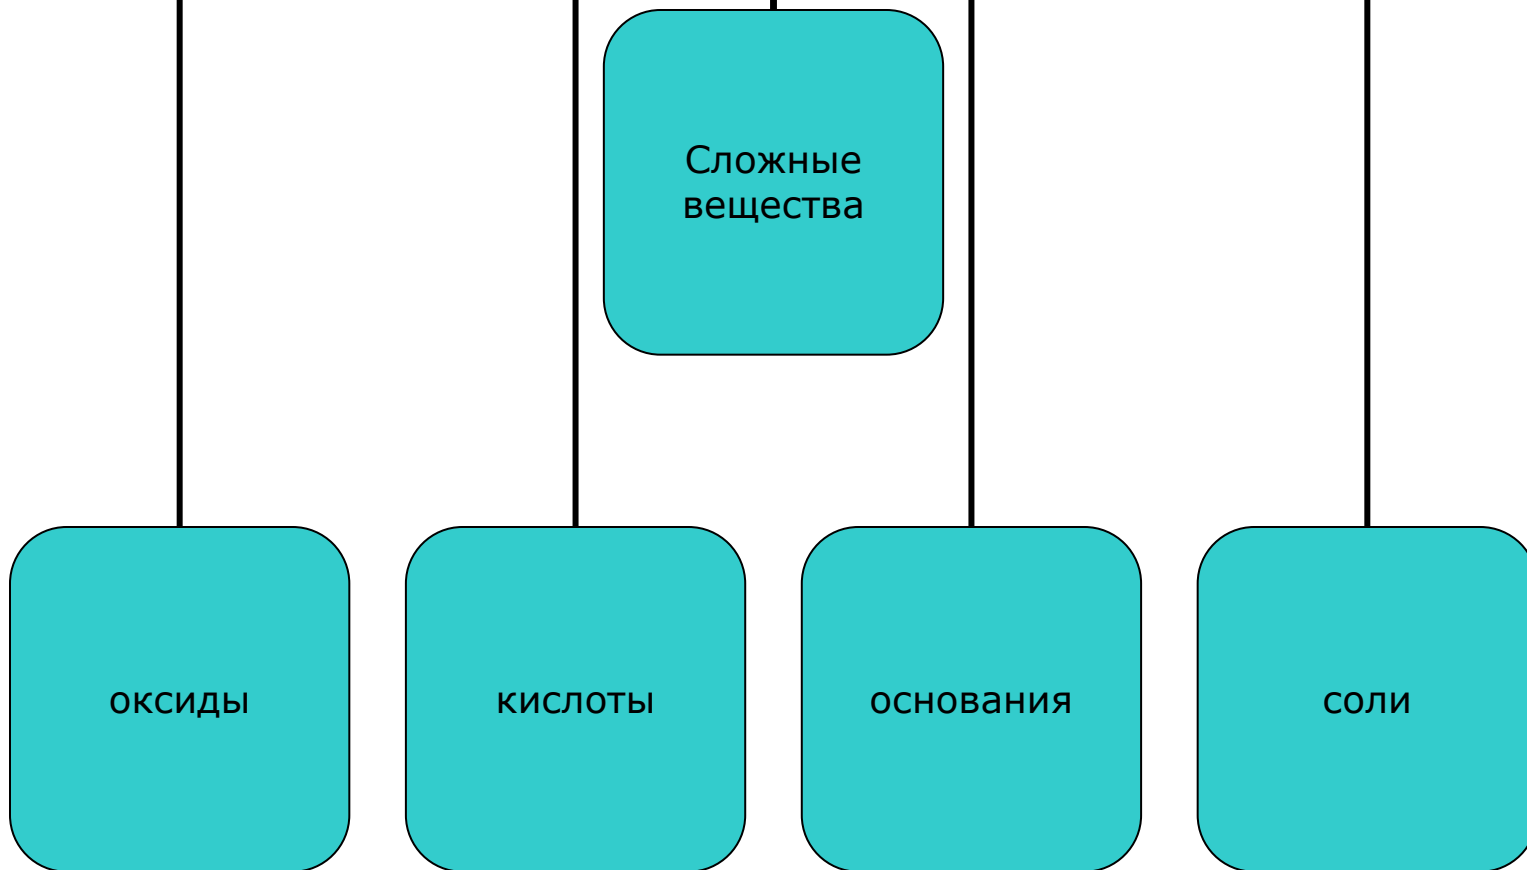 Сложные
вещества
оксиды
кислоты
основания
соли